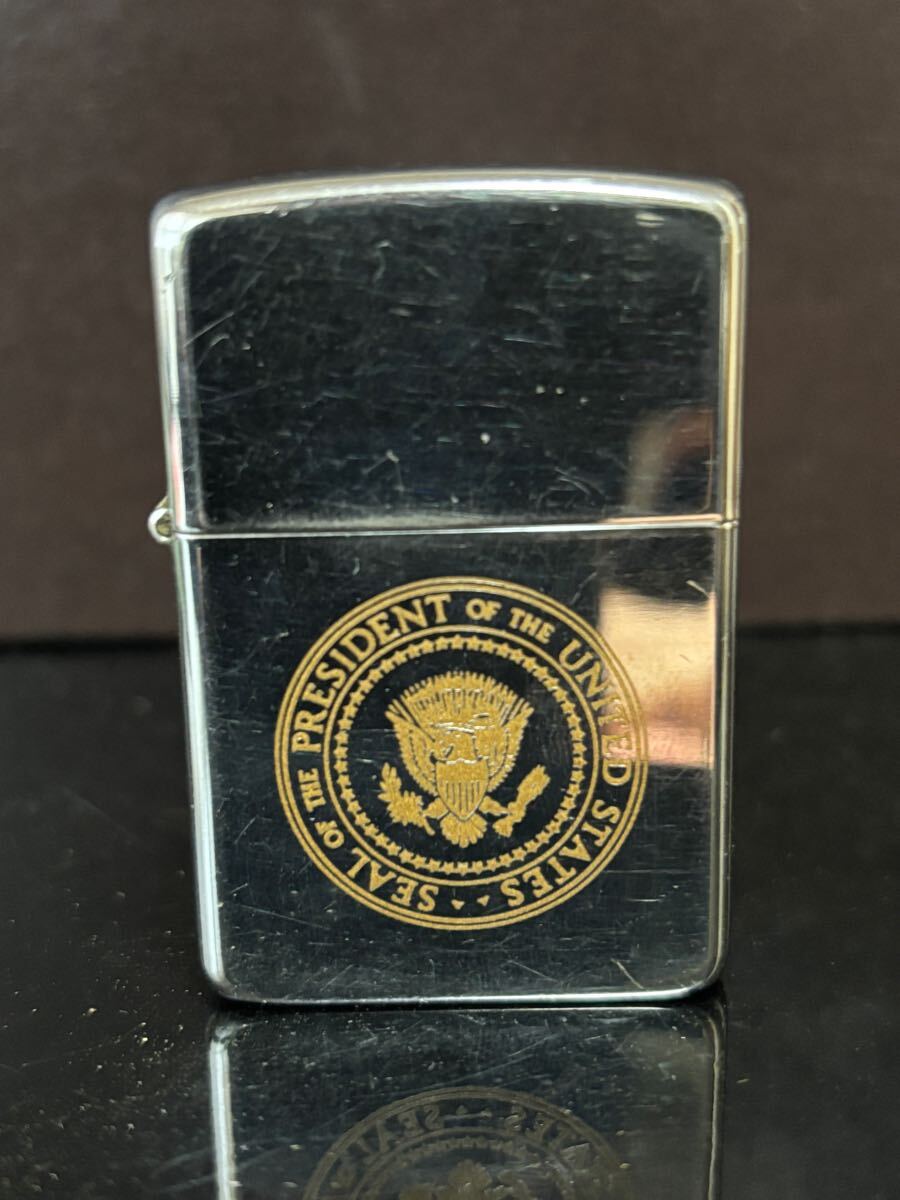 SEAL OF THE PRESIDENT OF THE UNITED STATES